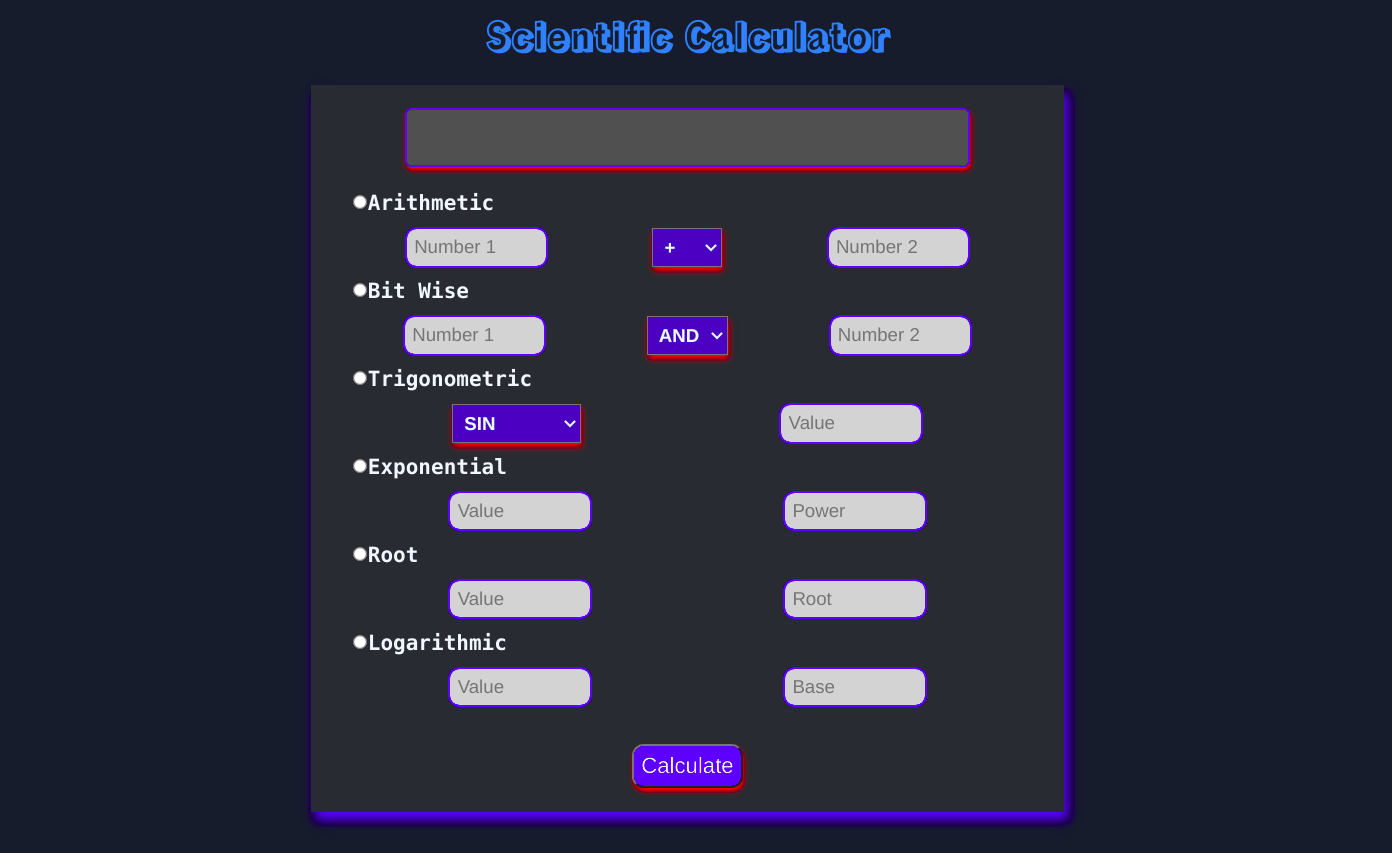 Scientific Calculator
Arithmetic
Number 1 + Number 2
Bit Wise
Number 1 AND Number 2
Trigonometric
SIN Value
Exponential
Value Power
Root
Value Root
Logarithmic
Value Base
Calculate